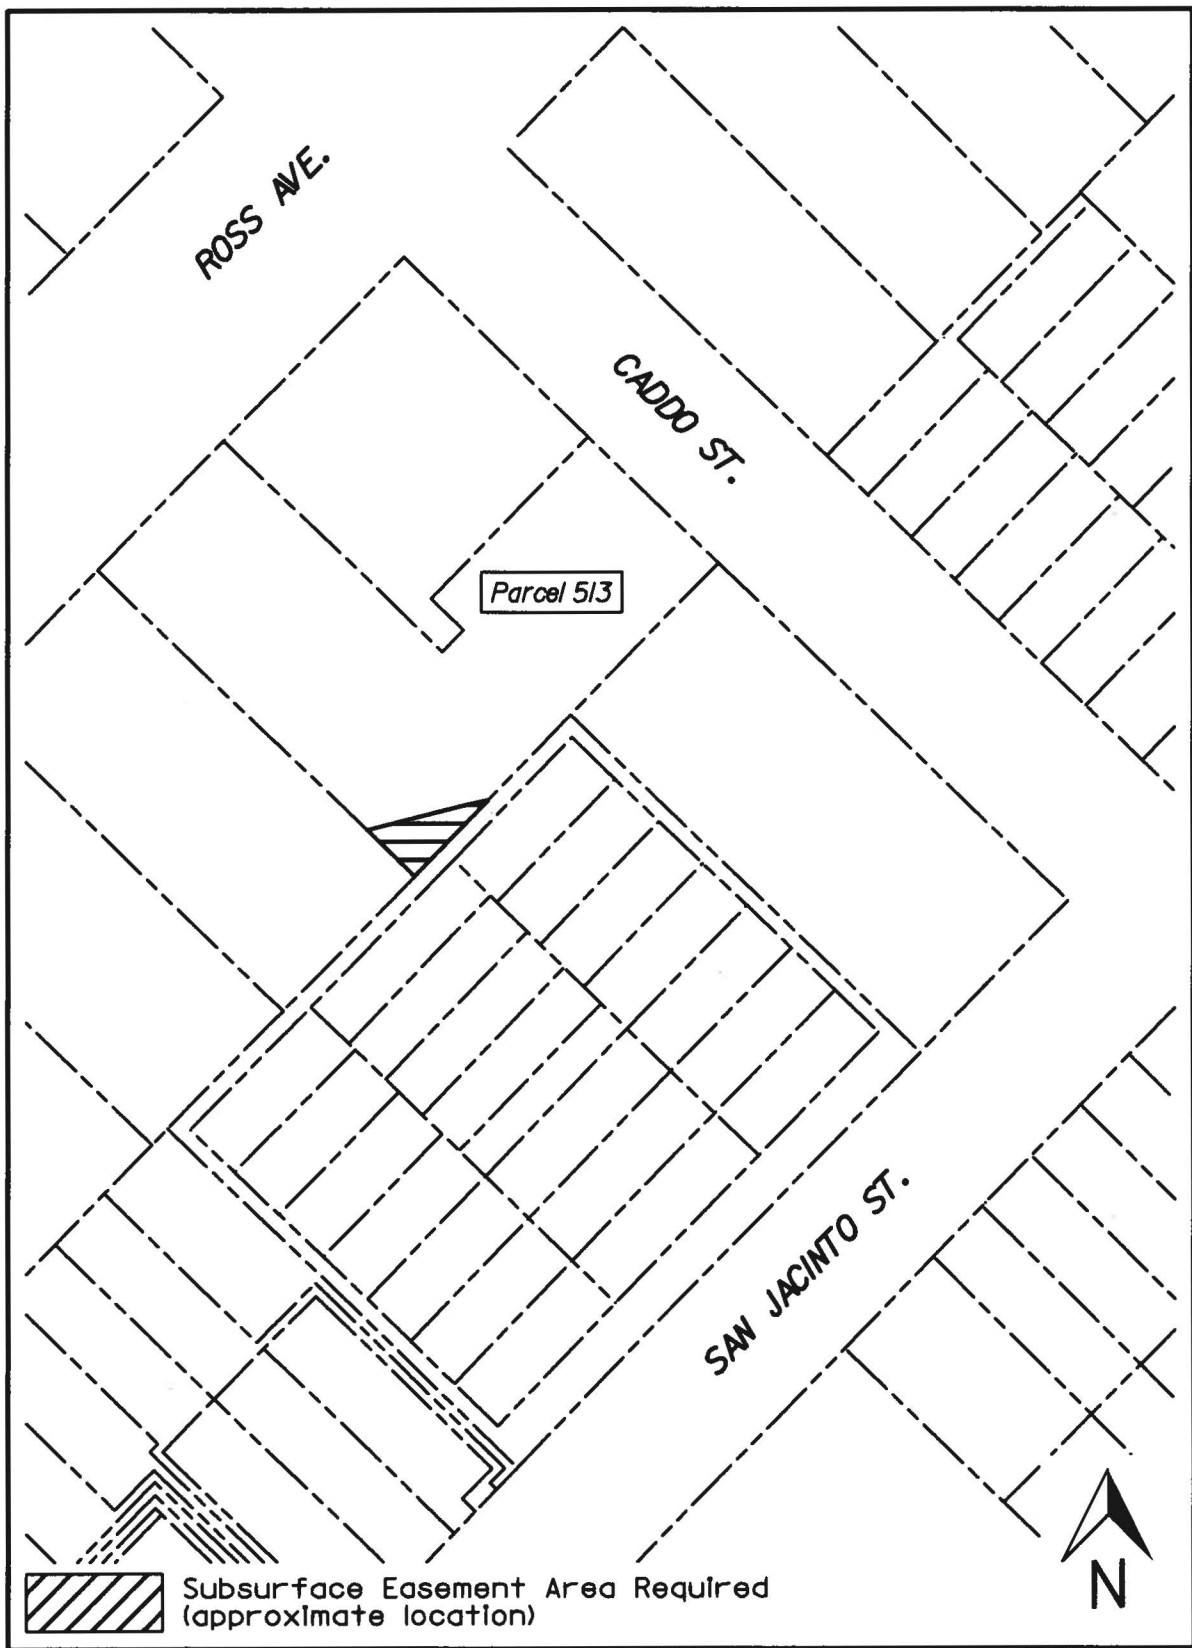 ROSS AVE.
CADDO ST.
Parcel 513
SAN JACINTO ST.
N
Subsurface Easement Area Required
(approximate location)